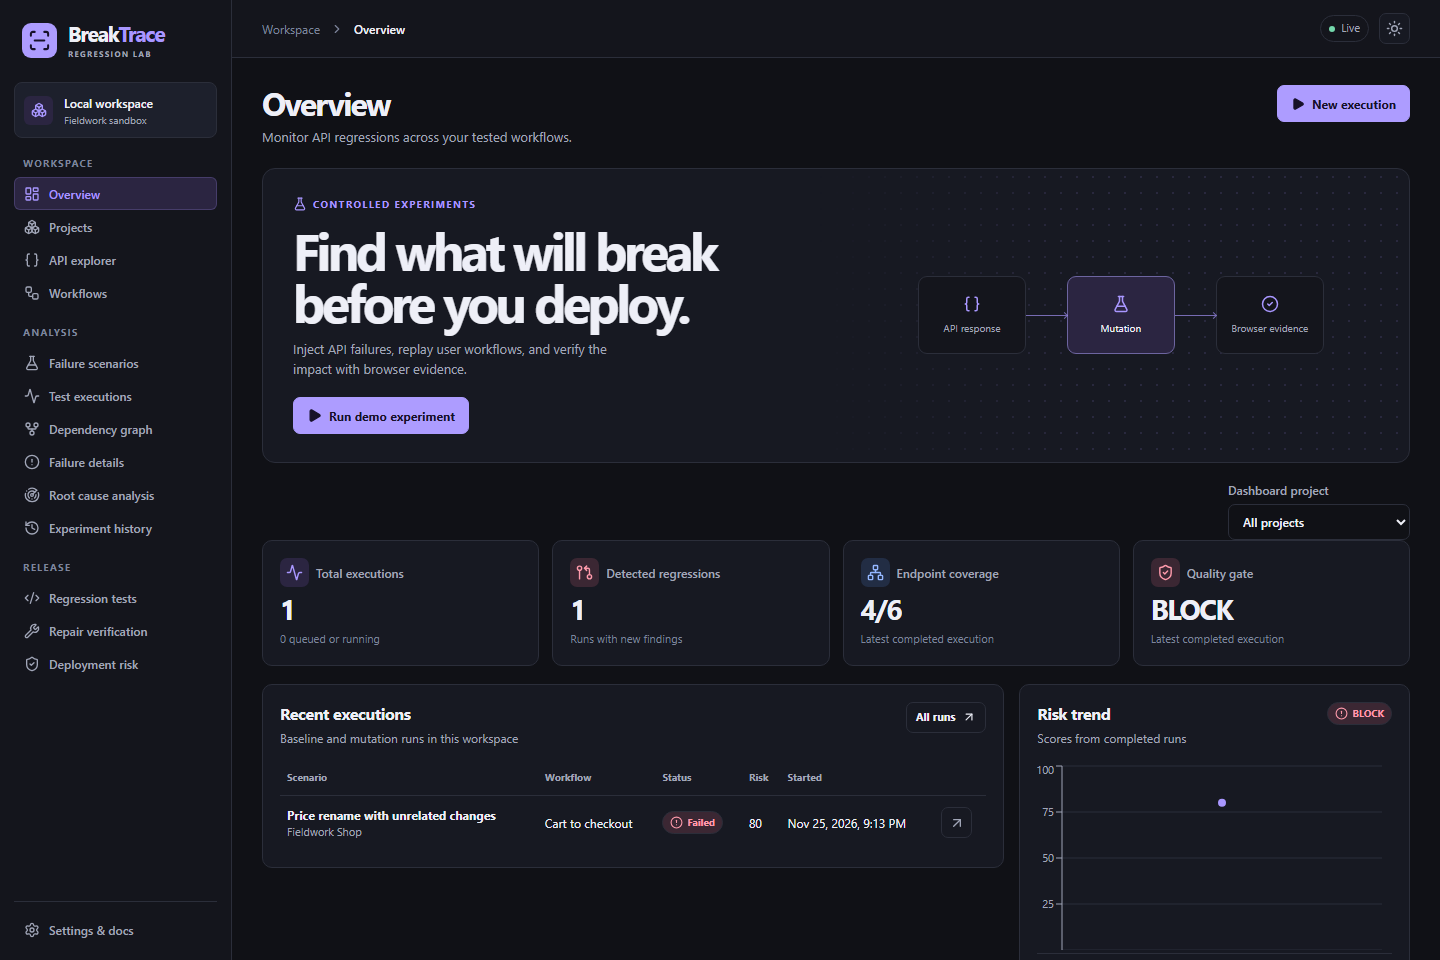 BreakTrace
REGRESSION LAB
Local workspace
Fieldwork sandbox
WORKSPACE
Overview
Projects
API explorer
Workflows
ANALYSIS
Failure scenarios
Test executions
Dependency graph
Failure details
Root cause analysis
Experiment history
RELEASE
Regression tests
Repair verification
Deployment risk
Settings & docs
Workspace > Overview
Live
Overview
Monitor API regressions across your tested workflows.
New execution
CONTROLLED EXPERIMENTS
Find what will break
before you deploy.
Inject API failures, replay user workflows, and verify the
impact with browser evidence.
Run demo experiment
API response
Mutation
Browser evidence
Dashboard project
All projects
Total executions
1
0 queued or running
Detected regressions
1
Runs with new findings
Endpoint coverage
4/6
Latest completed execution
Quality gate
BLOCK
Latest completed execution
Recent executions
Baseline and mutation runs in this workspace
All runs
Scenario Workflow Status Risk Started
Price rename with unrelated changes
Fieldwork Shop
Cart to checkout Failed 80 Nov 25, 2026, 9:13 PM
Risk trend
Scores from completed runs
BLOCK
100
75
50
25